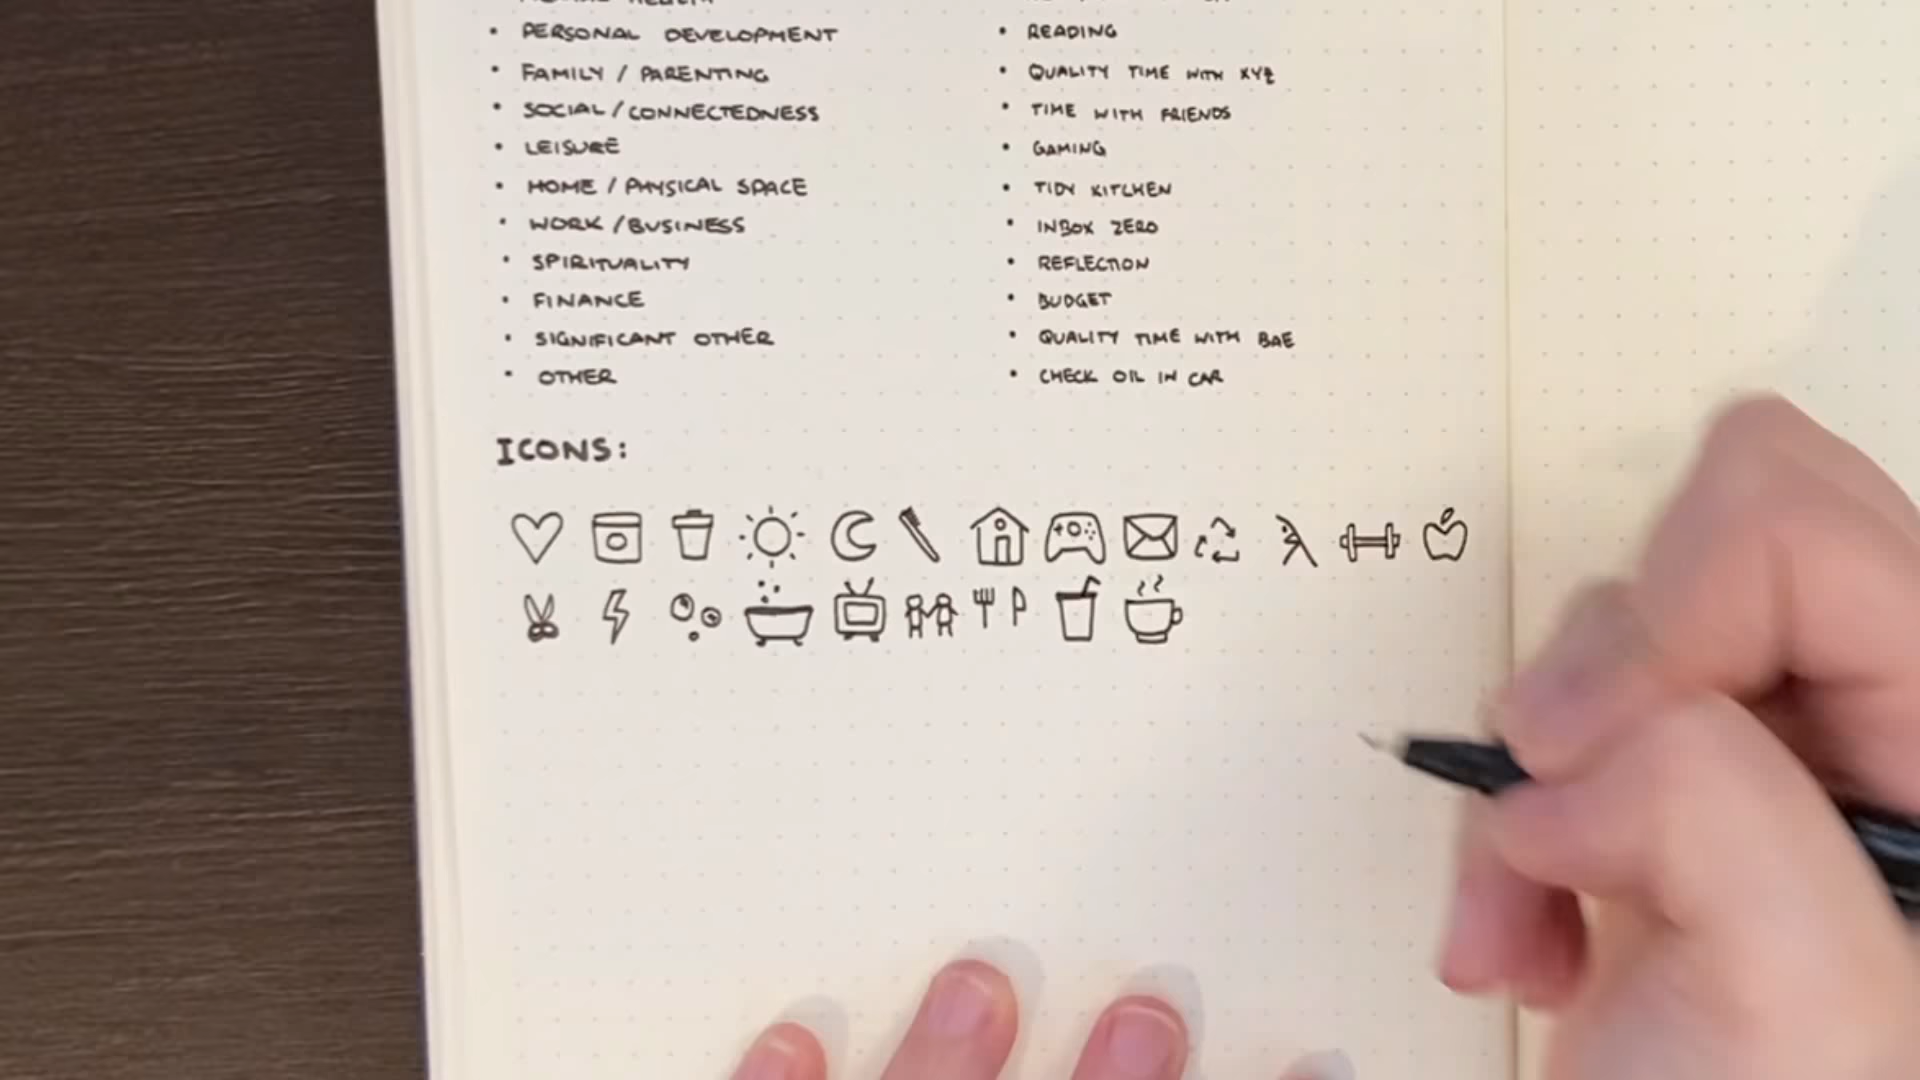 PERSONAL DEVELOPMENT
FAMILY / PARENTING
SOCIAL / CONNECTEDNESS
LEISURE
HOME / PHYSICAL SPACE
WORK / BUSINESS
SPIRITUALITY
FINANCE
SIGNIFICANT OTHER
OTHER
READING
QUALITY TIME WITH XYZ
TIME WITH FRIENDS
GAMING
TIDY KITCHEN
INBOX ZERO
REFLECTION
BUDGET
QUALITY TIME WITH BAE
CHECK OIL IN CAR
ICONS: